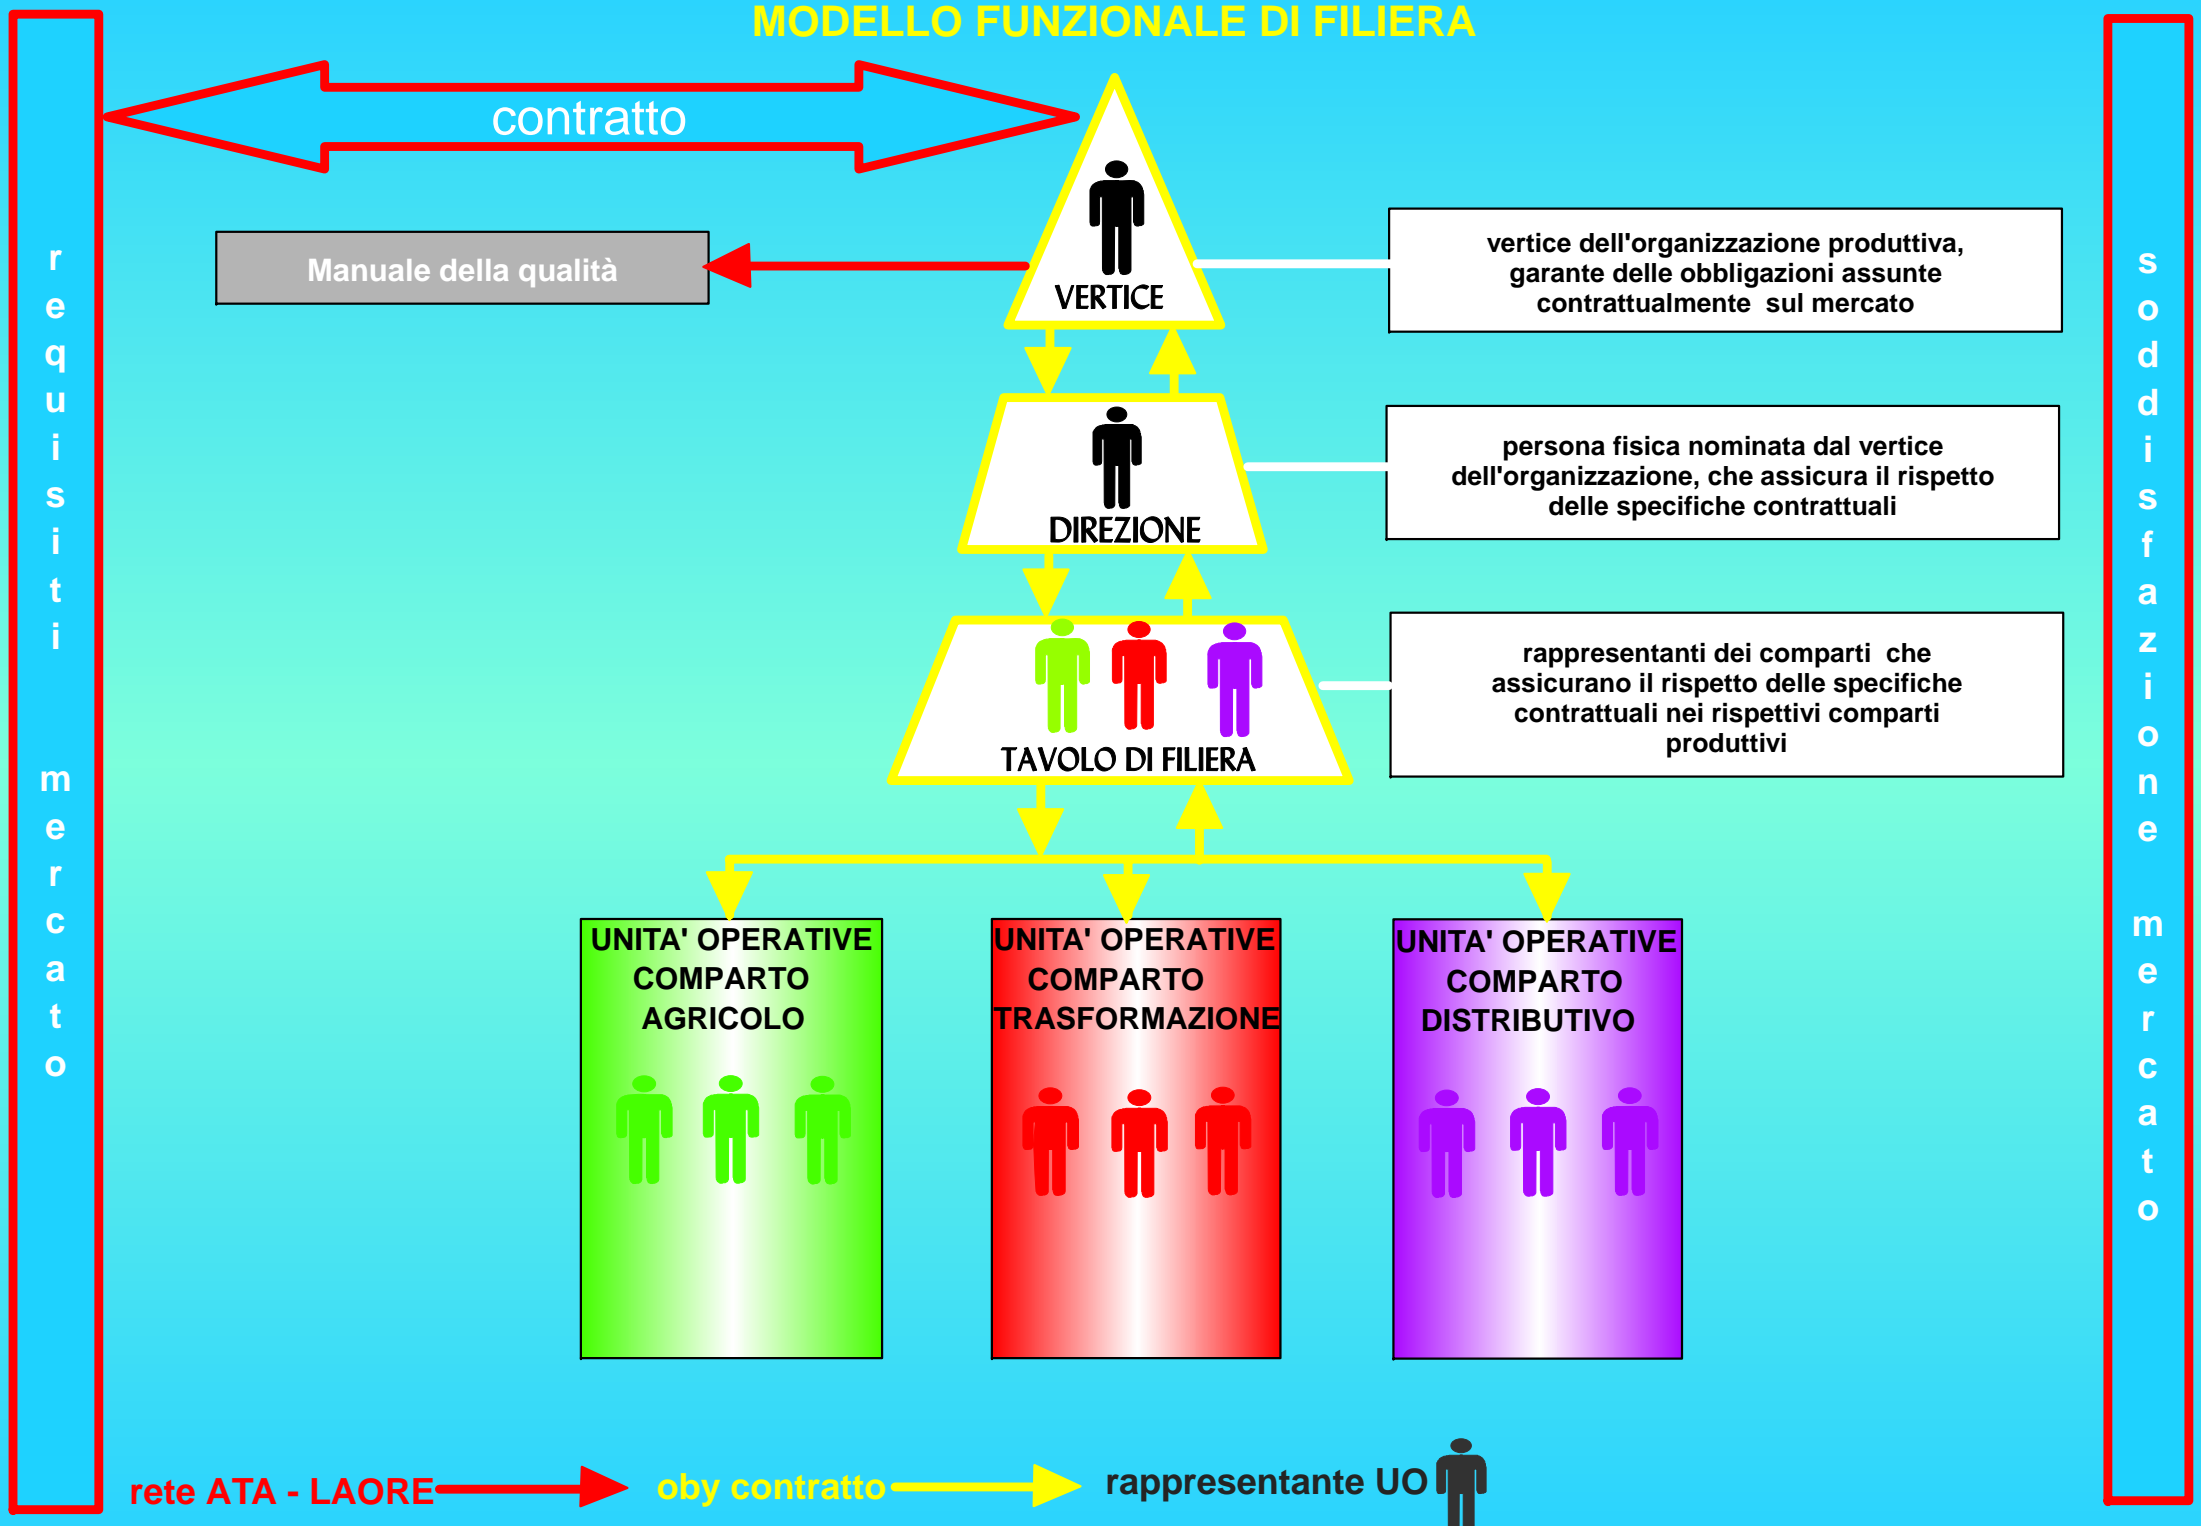 MODELLO FUNZIONALE DI FILIERA
contratto
requisiti mercato
soddisfazione mercato
Manuale della qualità
VERTICE
vertice dell'organizzazione produttiva,
garante delle obbligazioni assunte
contrattualmente sul mercato
DIREZIONE
persona fisica nominata dal vertice
dell'organizzazione, che assicura il rispetto
delle specifiche contrattuali
TAVOLO DI FILIERA
rappresentanti dei comparti che
assicurano il rispetto delle specifiche
contrattuali nei rispettivi comparti
produttivi
UNITA' OPERATIVE
COMPARTO
AGRICOLO
UNITA' OPERATIVE
COMPARTO
TRASFORMAZIONE
UNITA' OPERATIVE
COMPARTO
DISTRIBUTIVO
rete ATA - LAORE
oby contratto
rappresentante UO